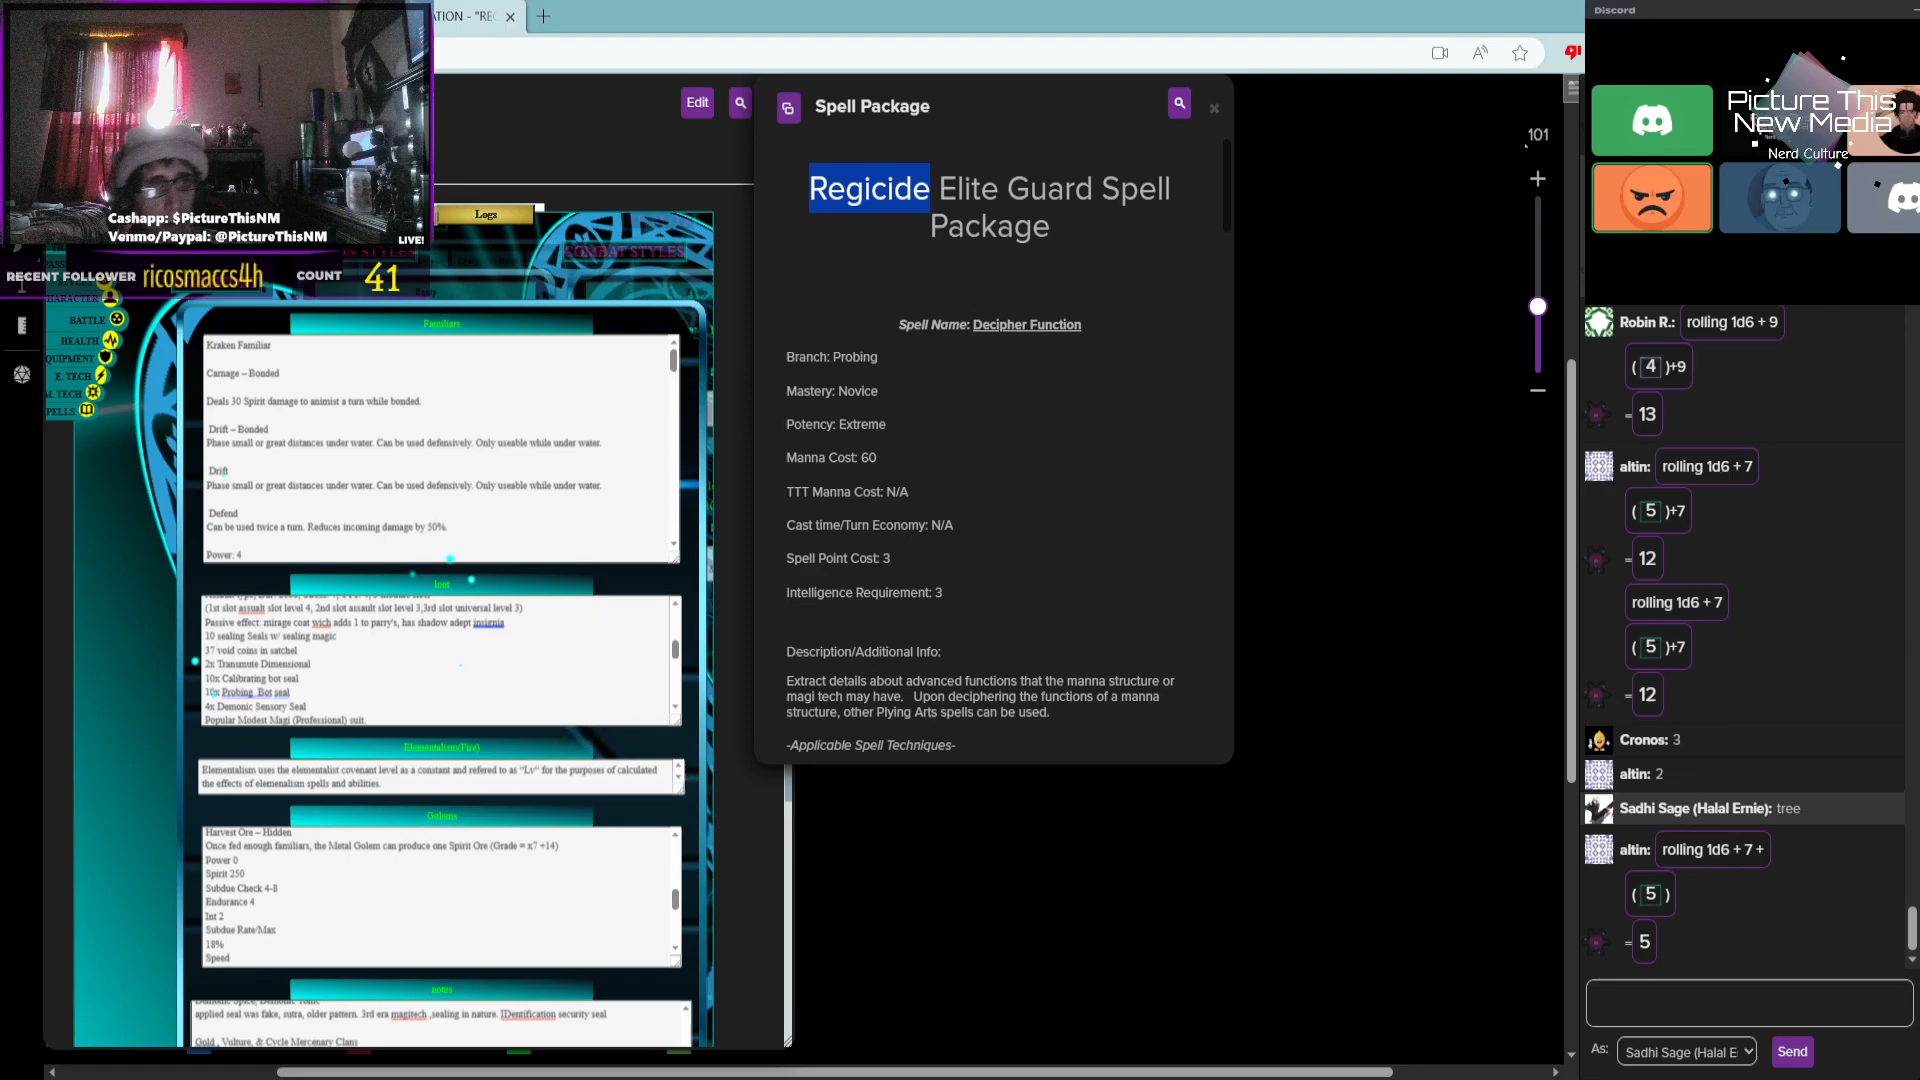 ATION - "REC
Discord
Picture This
New Media
Nerd Culture
Cashapp: $PictureThisNM
Venmo/Paypal: @PictureThisNM
LIVE!
RECENT FOLLOWER ricosmaccs4h COUNT 41
Edit
Logs
COMBAT STYLES
CHARACTER
BATTLE
HEALTH
EQUIPMENT
E. TECH
M. TECH
SPELLS
Familiars
Kraken Familiar
Carnage – Bonded
Deals 30 Spirit damage to animist a turn while bonded.
Drift – Bonded
Phase small or great distances under water. Can be used defensively. Only useable while under water.
Drift
Phase small or great distances under water. Can be used defensively. Only useable while under water.
Defend
Can be used twice a turn. Reduces incoming damage by 50%.
Power: 4
loot
(1st slot assualt slot level 4, 2nd slot assault slot level 3,3rd slot universal level 3)
Passive effect: mirage coat wich adds 1 to parry's, has shadow adept insignia
10 sealing Seals w/ sealing magic
37 void coins in satchel
2x Transmute Dimensional
10x Calibrating bot seal
10x Probing Bot seal
4x Demonic Sensory Seal
Popular Modest Magi (Professional) suit.
Elementalism(Fire)
Elementalism uses the elementalist covenant level as a constant and refered to as "Lv" for the purposes of calculated
the effects of elemenalism spells and abilities.
Golems
Harvest Ore – Hidden
Once fed enough familiars, the Metal Golem can produce one Spirit Ore (Grade = x7 +14)
Power 0
Spirit 250
Subdue Check 4-8
Endurance 4
Int 2
Subdue Rate/Max
18%
Speed
notes
Demonic Spice, Demonic Tonic
applied seal was fake, sutra, older pattern. 3rd era magitech ,sealing in nature. IDentification security seal
Gold , Vulture, & Cycle Mercenary Clans
Spell Package
Regicide Elite Guard Spell
Package
Spell Name: Decipher Function
Branch: Probing
Mastery: Novice
Potency: Extreme
Manna Cost: 60
TTT Manna Cost: N/A
Cast time/Turn Economy: N/A
Spell Point Cost: 3
Intelligence Requirement: 3
Description/Additional Info:
Extract details about advanced functions that the manna structure or
magi tech may have. Upon deciphering the functions of a manna
structure, other Plying Arts spells can be used.
-Applicable Spell Techniques-
101
Robin R.: rolling 1d6 + 9
( 4 )+9
= 13
altin: rolling 1d6 + 7
( 5 )+7
= 12
rolling 1d6 + 7
( 5 )+7
= 12
Cronos: 3
altin: 2
Sadhi Sage (Halal Ernie): tree
altin: rolling 1d6 + 7 +
( 5 )
= 5
As: Sadhi Sage (Halal E Send